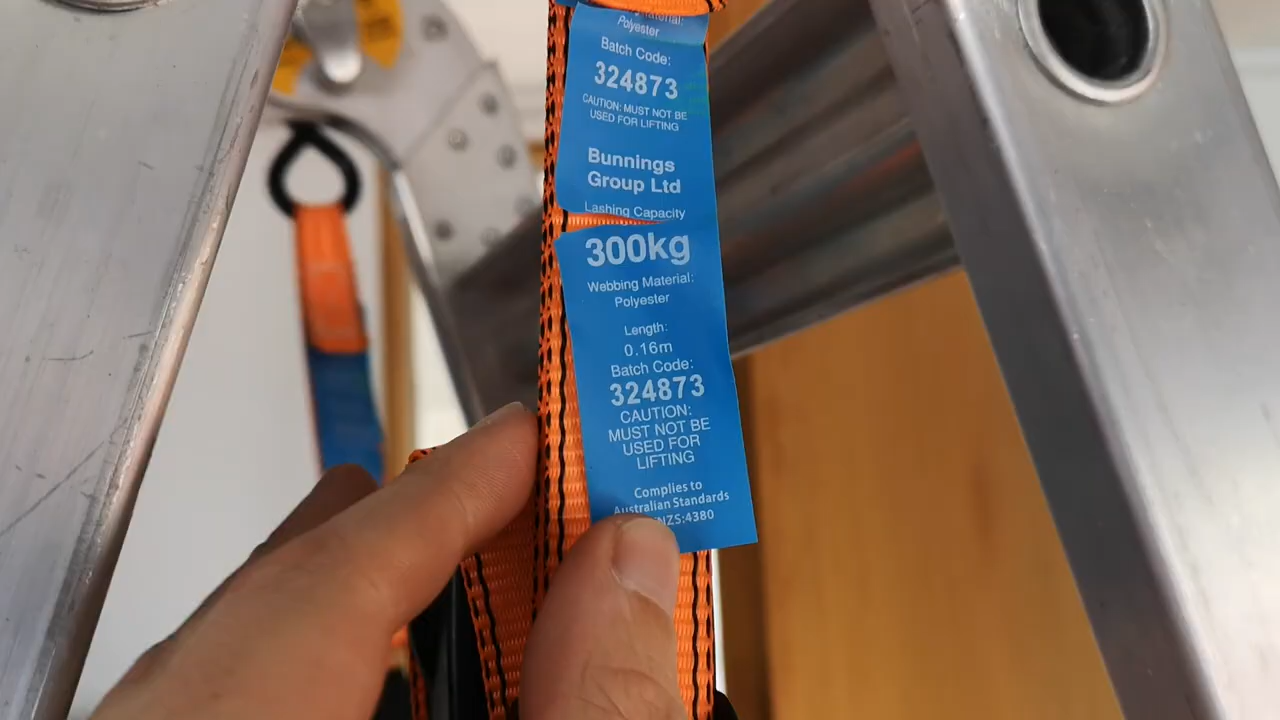 Material:
Polyester
Batch Code:
324873
CAUTION: MUST NOT BE
USED FOR LIFTING
Bunnings
Group Ltd
Lashing Capacity
300kg
Webbing Material:
Polyester
Length:
0.16m
Batch Code:
324873
CAUTION:
MUST NOT BE
USED FOR
LIFTING
Complies to
Australian Standards
NZS:4380